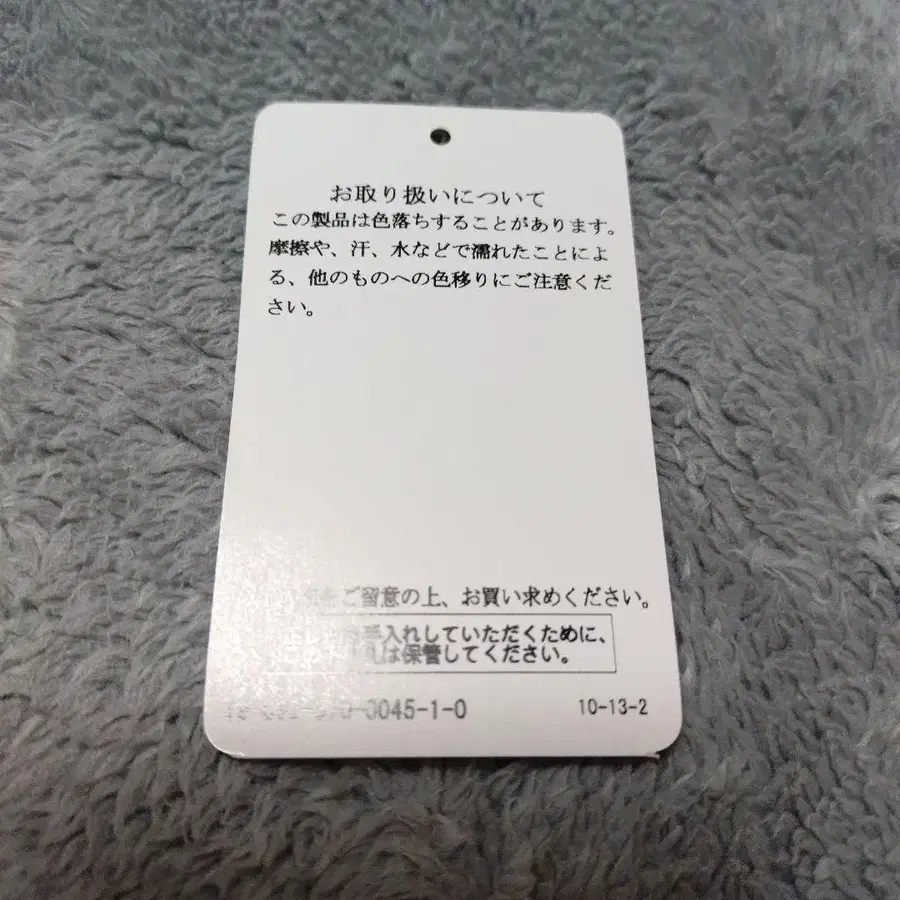 お取り扱いについて
この製品は色落ちすることがあります。
摩擦や、汗、水などで濡れたことによ
る、他のものへの色移りにご注意くだ
さい。
ご留意の上、お買い求めください。
手入れしていただくために、
は保管してください。
0045-1-0
10-13-2